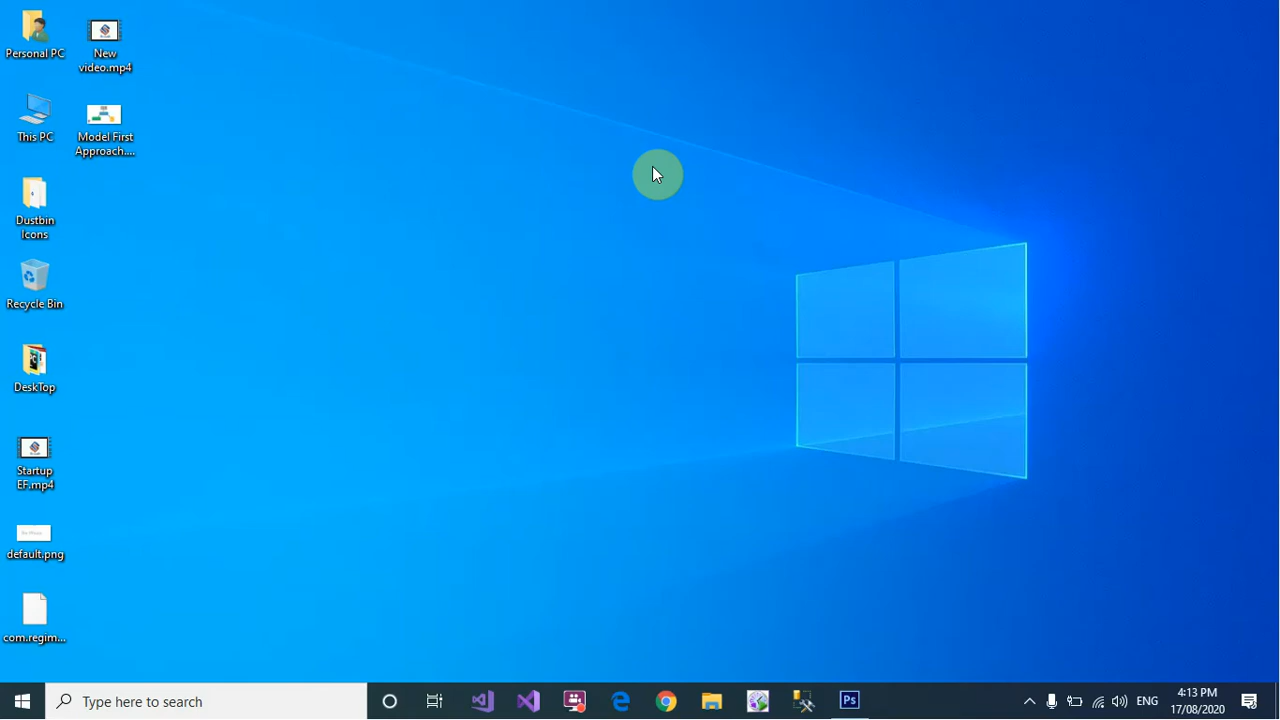 Personal PC
New
video.mp4
This PC
Model First
Approach....
Dustbin
Icons
Recycle Bin
DeskTop
Startup
EF.mp4
default.png
com.regim...
Type here to search
Ps
ENG
4:13 PM
17/08/2020